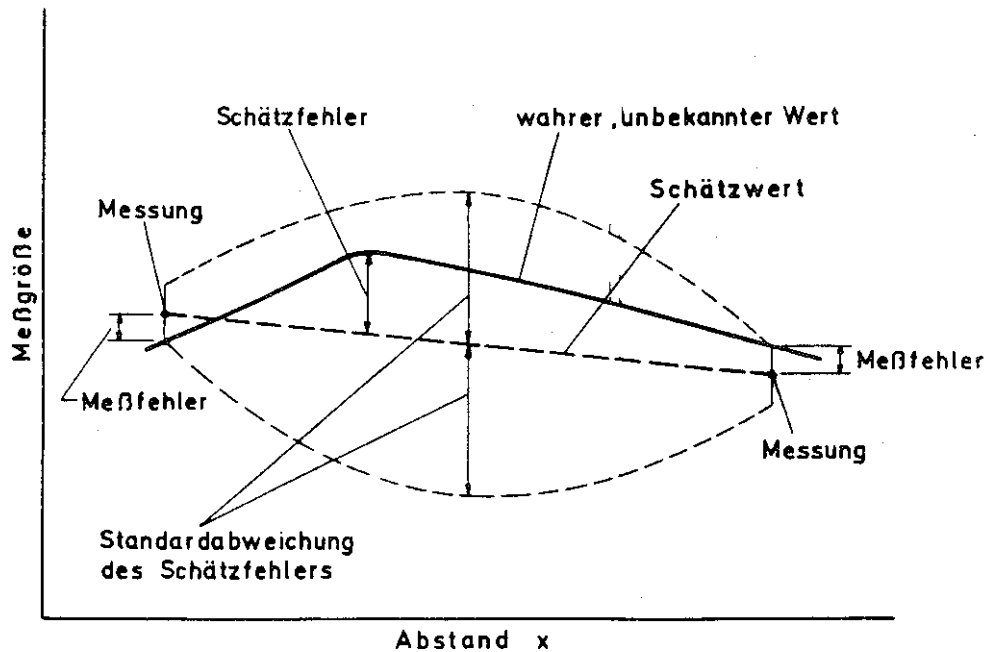 Schätzfehler
wahrer, unbekannter Wert
Schätzwert
Messung
Meßgröße
Meßfehler
Meßfehler
Messung
Standardabweichung
des Schätzfehlers
Abstand x